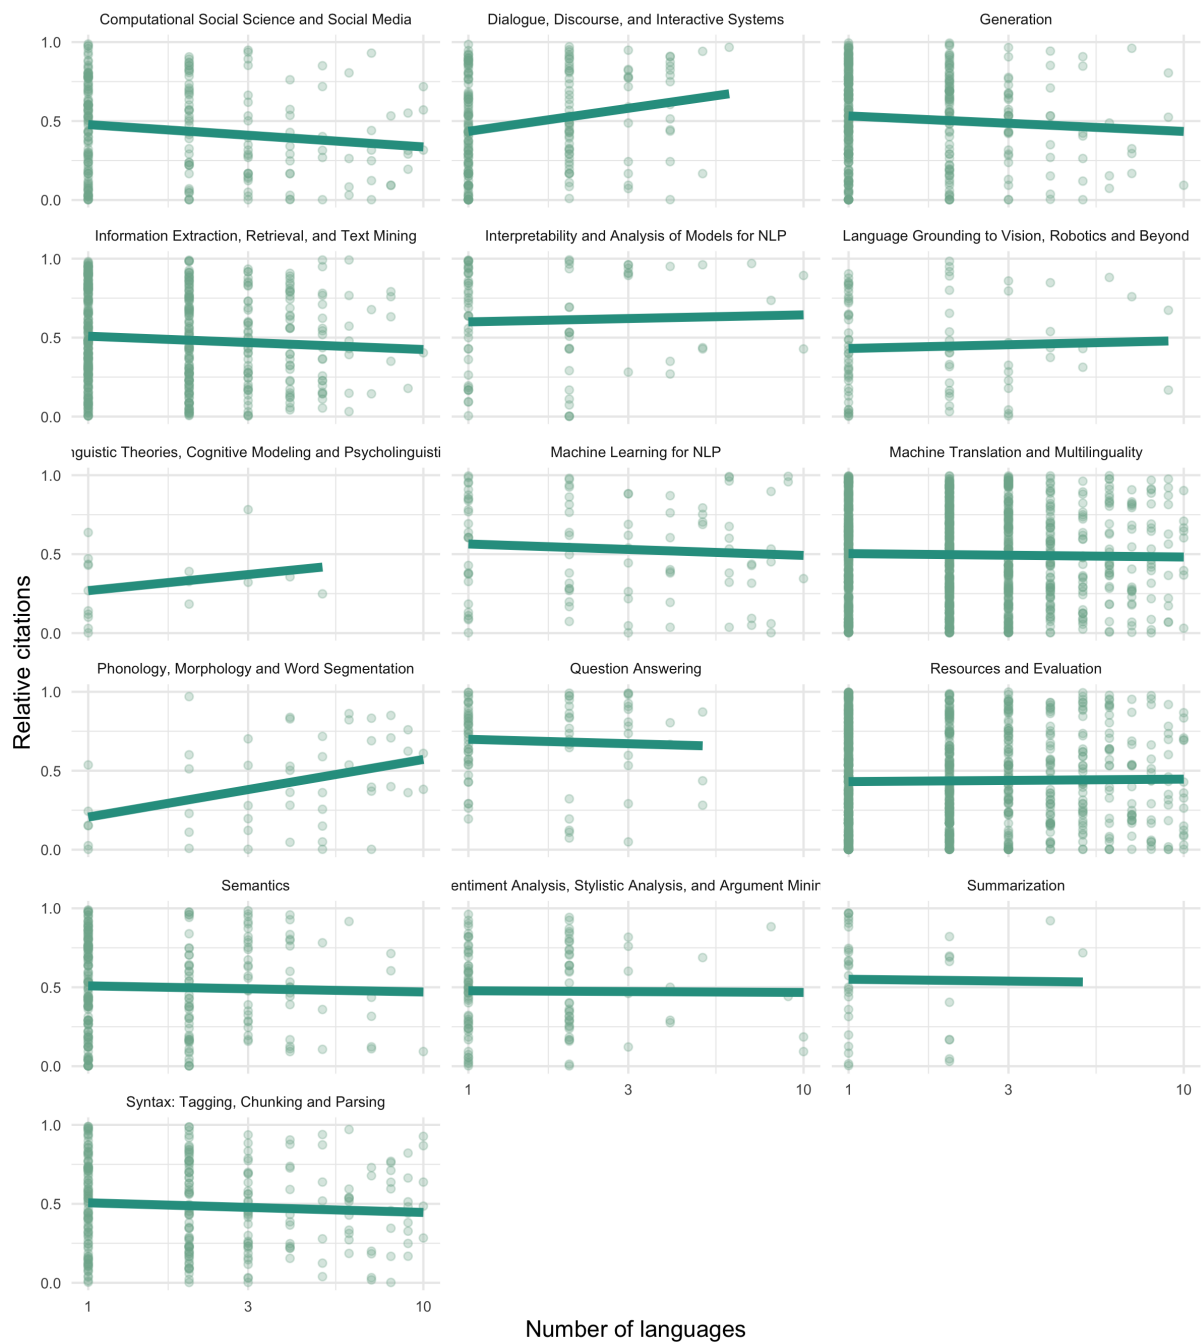 Computational Social Science and Social Media
Dialogue, Discourse, and Interactive Systems
Generation
1.0
0.5
0.0
Information Extraction, Retrieval, and Text Mining
Interpretability and Analysis of Models for NLP
Language Grounding to Vision, Robotics and Beyond
1.0
0.5
0.0
nguistic Theories, Cognitive Modeling and Psycholinguisti
Machine Learning for NLP
Machine Translation and Multilinguality
1.0
0.5
0.0
Relative citations
Phonology, Morphology and Word Segmentation
Question Answering
Resources and Evaluation
1.0
0.5
0.0
Semantics
entiment Analysis, Stylistic Analysis, and Argument Minin
Summarization
1.0
0.5
0.0
1 3 10
1 3 10
Syntax: Tagging, Chunking and Parsing
1.0
0.5
0.0
1 3 10
Number of languages